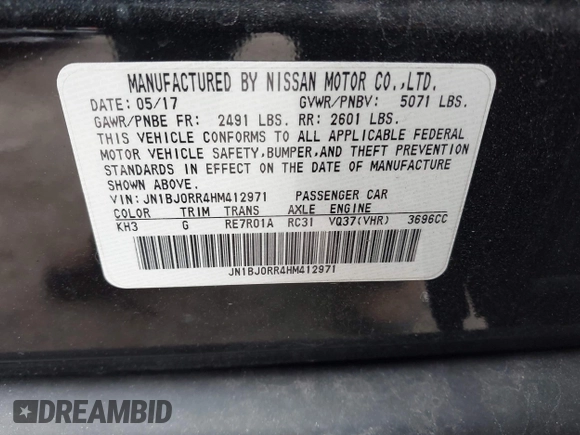 MANUFACTURED BY NISSAN MOTOR CO.,LTD.
DATE: 05/17 GVWR/PNBV: 5071 LBS.
GAWR/PNBE FR: 2491 LBS. RR: 2601 LBS.
THIS VEHICLE CONFORMS TO ALL APPLICABLE FEDERAL
MOTOR VEHICLE SAFETY,BUMPER,AND THEFT PREVENTION
STANDARDS IN EFFECT ON THE DATE OF MANUFACTURE
SHOWN ABOVE.
VIN: JN1BJ0RR4HM412971 PASSENGER CAR
COLOR TRIM TRANS AXLE ENGINE
KH3 G RE7R01A RC31 VQ37(VHR) 3696CC
JN1BJ0RR4HM412971
DREAMBID